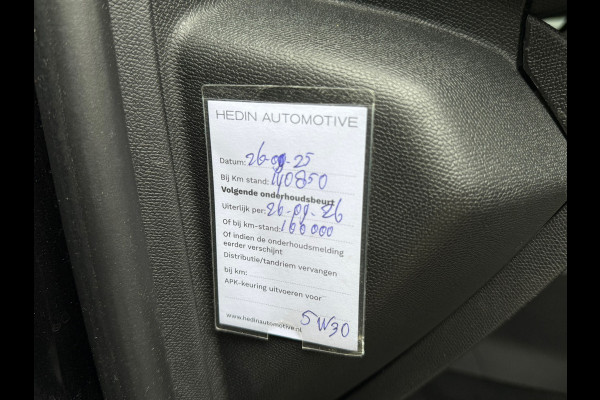 HEDIN AUTOMOTIVE
Datum: 26-09-25
Bij Km stand: 140850
Volgende onderhoudsbeurt
Uiterlijk per: 26-09-26
Of bij km-stand: 166000
Of indien de onderhoudsmelding
eerder verschijnt
Distributie/tandriem vervangen
bij km:
APK-keuring uitvoeren voor
5W30
www.hedinautomotive.nl